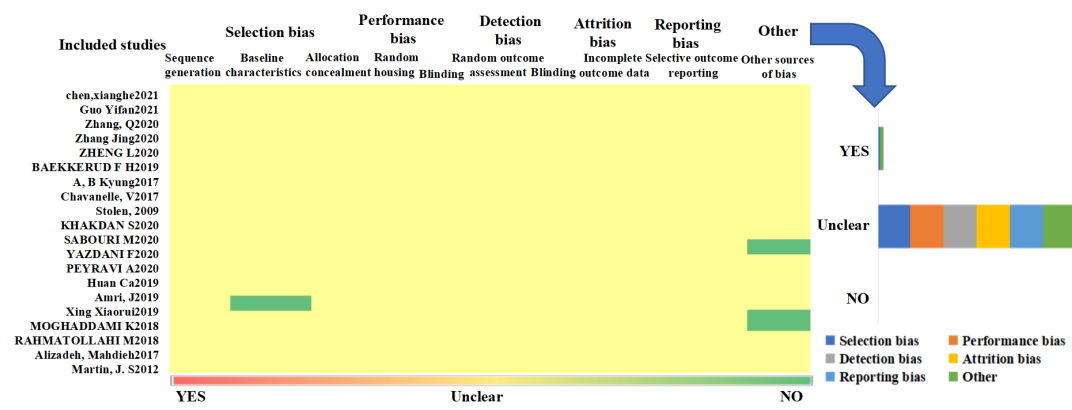 Included studies
Selection bias
Performance
bias
Detection
bias
Attrition
bias
Reporting
bias
Other
Sequence
generation
Baseline
characteristics
Allocation
concealment
Random
housing
Blinding
Random outcome
assessment
Blinding
Incomplete
outcome data
Selective outcome
reporting
Other sources
of bias
chen,xianghe2021
Guo Yifan2021
Zhang, Q2020
Zhang Jing2020
ZHENG L2020
BAEKKERUD F H2019
A, B Kyung2017
Chavanelle, V2017
Stolen, 2009
KHAKDAN S2020
SABOURI M2020
YAZDANI F2020
PEYRAVI A2020
Huan Ca2019
Amri, J2019
Xing Xiaorui2019
MOGHADDAMI K2018
RAHMATOLLAHI M2018
Alizadeh, Mahdieh2017
Martin, J. S2012
YES
Unclear
NO
YES
Unclear
NO
Selection bias
Performance bias
Detection bias
Attrition bias
Reporting bias
Other